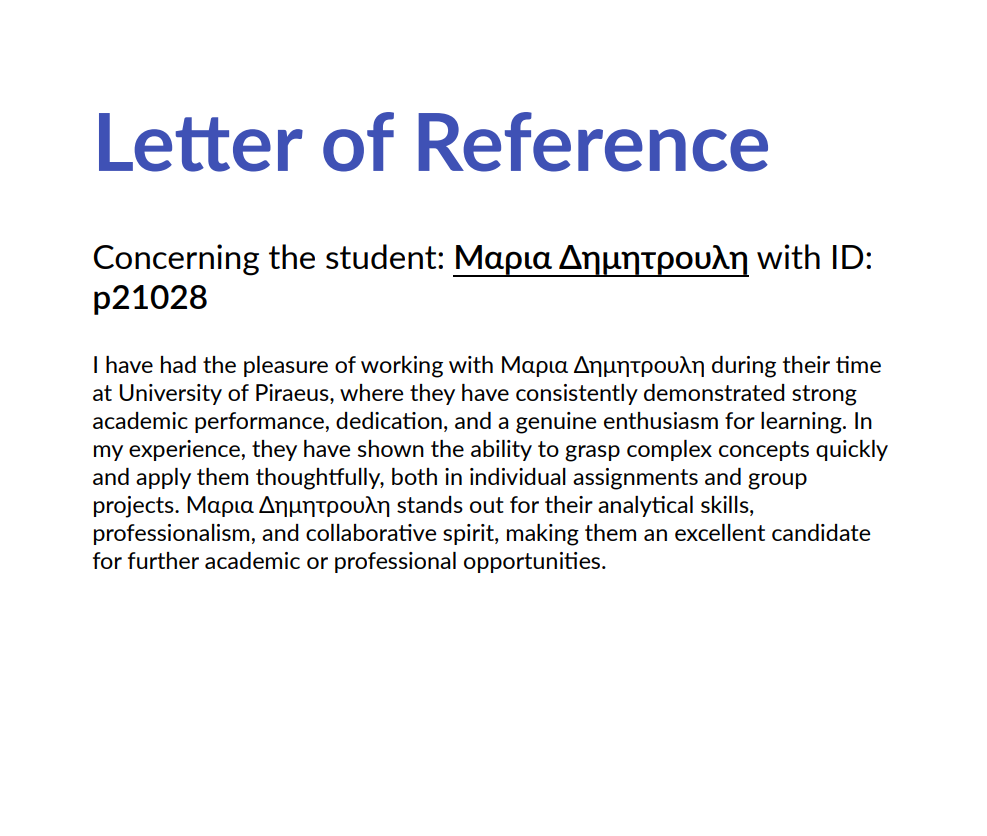 Letter of Reference
Concerning the student: Μαρια Δημητρουλη with ID:
p21028
I have had the pleasure of working with Μαρια Δημητρουλη during their time
at University of Piraeus, where they have consistently demonstrated strong
academic performance, dedication, and a genuine enthusiasm for learning. In
my experience, they have shown the ability to grasp complex concepts quickly
and apply them thoughtfully, both in individual assignments and group
projects. Μαρια Δημητρουλη stands out for their analytical skills,
professionalism, and collaborative spirit, making them an excellent candidate
for further academic or professional opportunities.